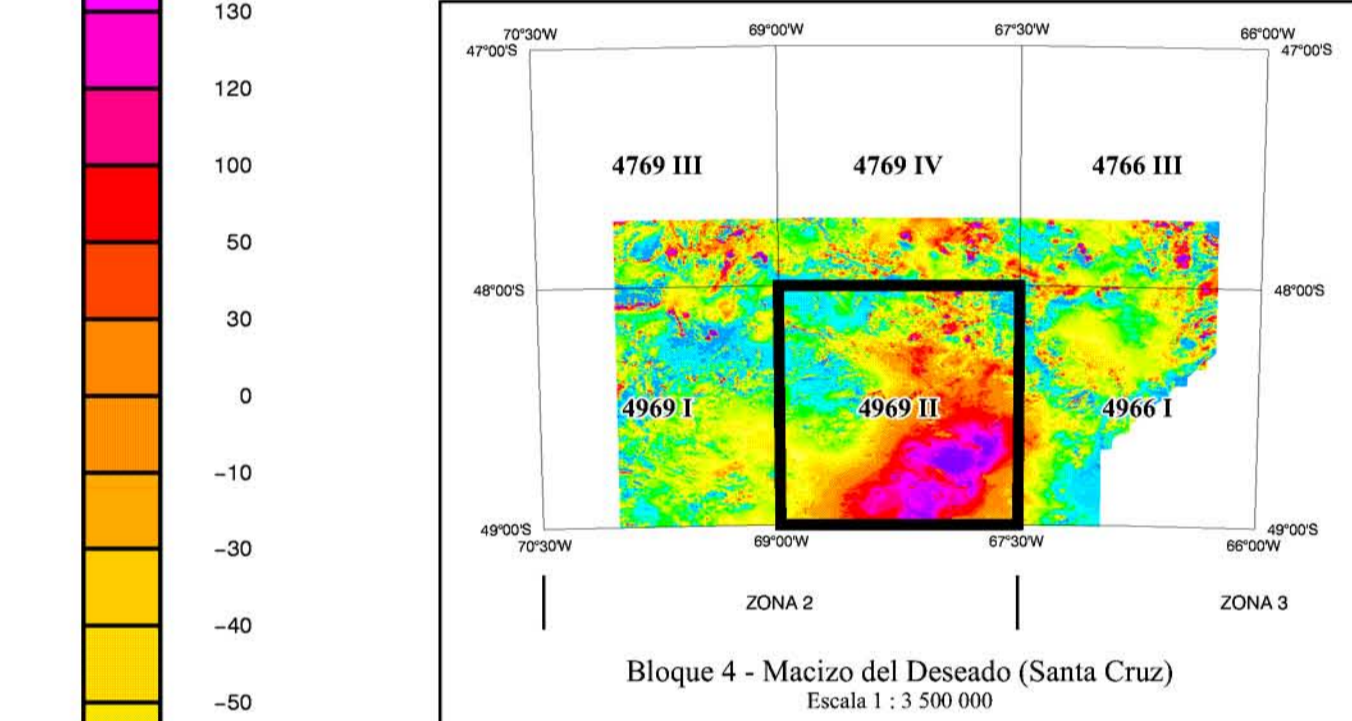 130
120
100
50
30
0
−10
−30
−40
−50
70°30'W 69°00'W 67°30'W 66°00'W
47°00'S 47°00'S
4769 III 4769 IV 4766 III
48°00'S 48°00'S
4969 I 4969 II 4966 I
49°00'S 49°00'S
70°30'W 69°00'W 67°30'W 66°00'W
ZONA 2 ZONA 3
Bloque 4 - Macizo del Deseado (Santa Cruz)
Escala 1 : 3 500 000